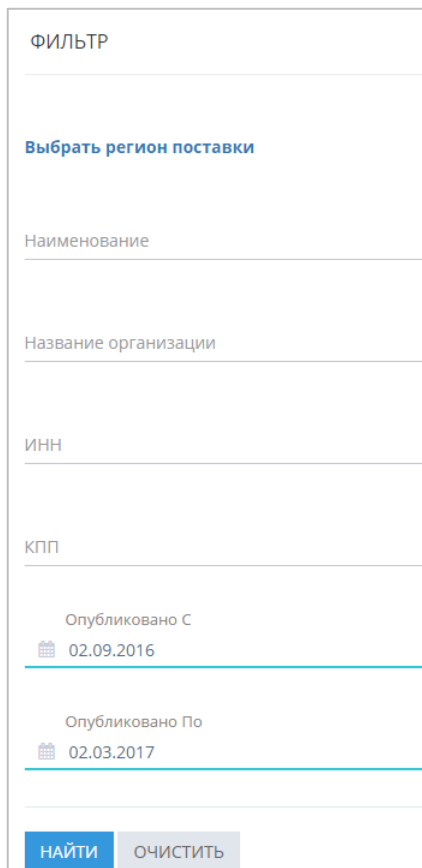 ФИЛЬТР
Выбрать регион поставки
Наименование
Название организации
ИНН
КПП
Опубликовано С
02.09.2016
Опубликовано По
02.03.2017
НАЙТИ ОЧИСТИТЬ